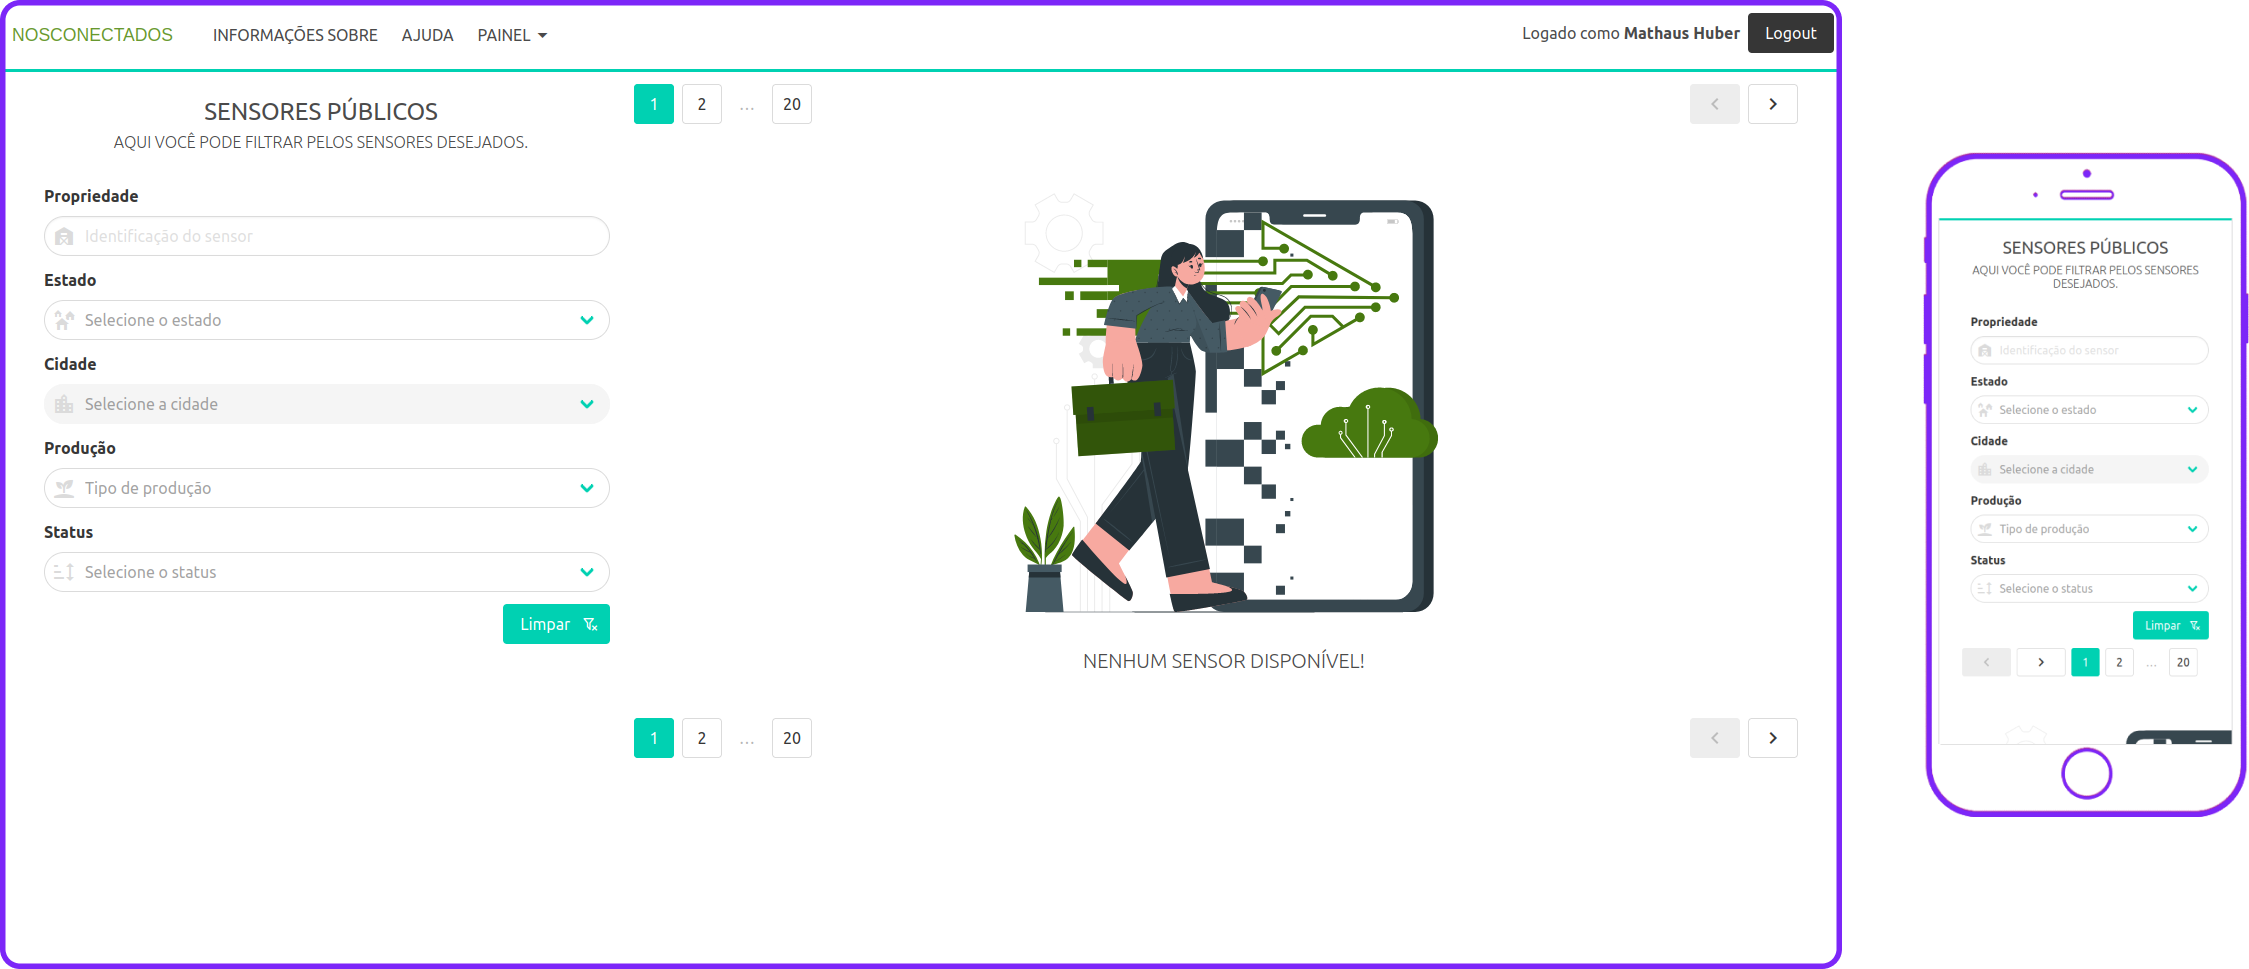 NOSCONECTADOS INFORMAÇÕES SOBRE AJUDA PAINEL Logado como Mathaus Huber Logout
SENSORES PÚBLICOS
AQUI VOCÊ PODE FILTRAR PELOS SENSORES DESEJADOS.
Propriedade
Identificação do sensor
Estado
Selecione o estado
Cidade
Selecione a cidade
Produção
Tipo de produção
Status
Selecione o status
Limpar
1 2 ... 20
NENHUM SENSOR DISPONÍVEL!
1 2 ... 20
SENSORES PÚBLICOS
AQUI VOCÊ PODE FILTRAR PELOS SENSORES
DESEJADOS.
Propriedade
Identificação do sensor
Estado
Selecione o estado
Cidade
Selecione a cidade
Produção
Tipo de produção
Status
Selecione o status
Limpar
1 2 ... 20